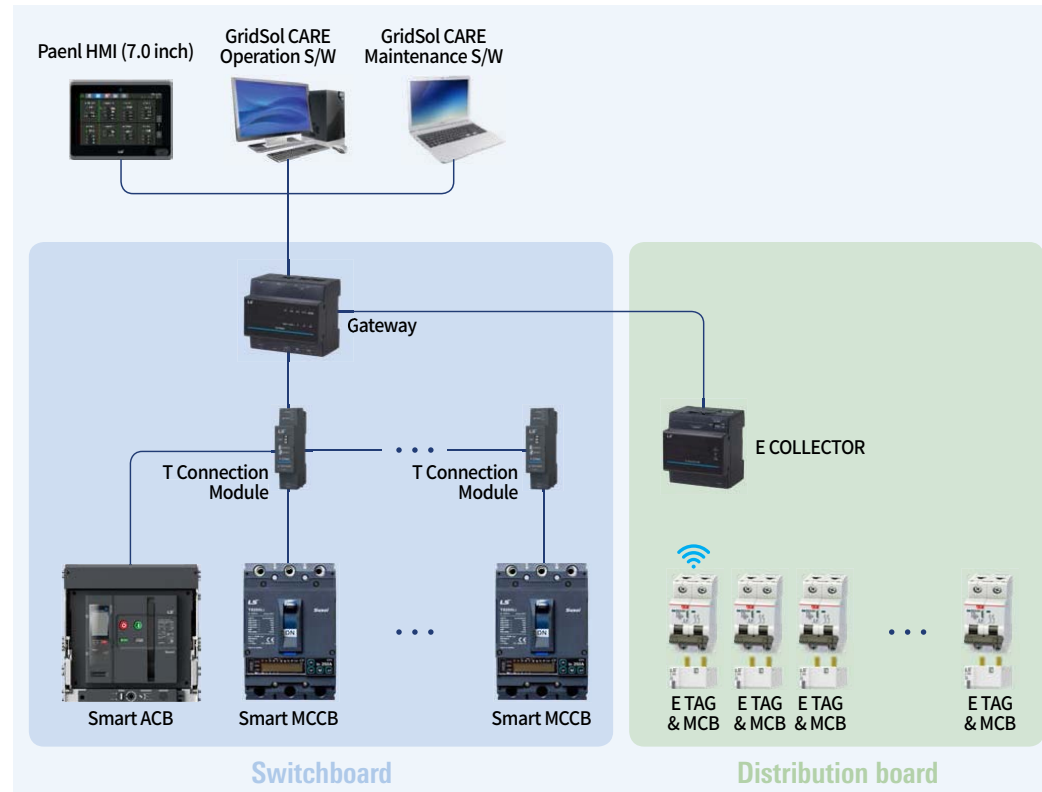 Paenl HMI (7.0 inch)
GridSol CARE
Operation S/W
GridSol CARE
Maintenance S/W
Gateway
T Connection
Module
T Connection
Module
E COLLECTOR
Smart ACB
Smart MCCB
Smart MCCB
E TAG
& MCB
E TAG
& MCB
E TAG
& MCB
E TAG
& MCB
Switchboard
Distribution board